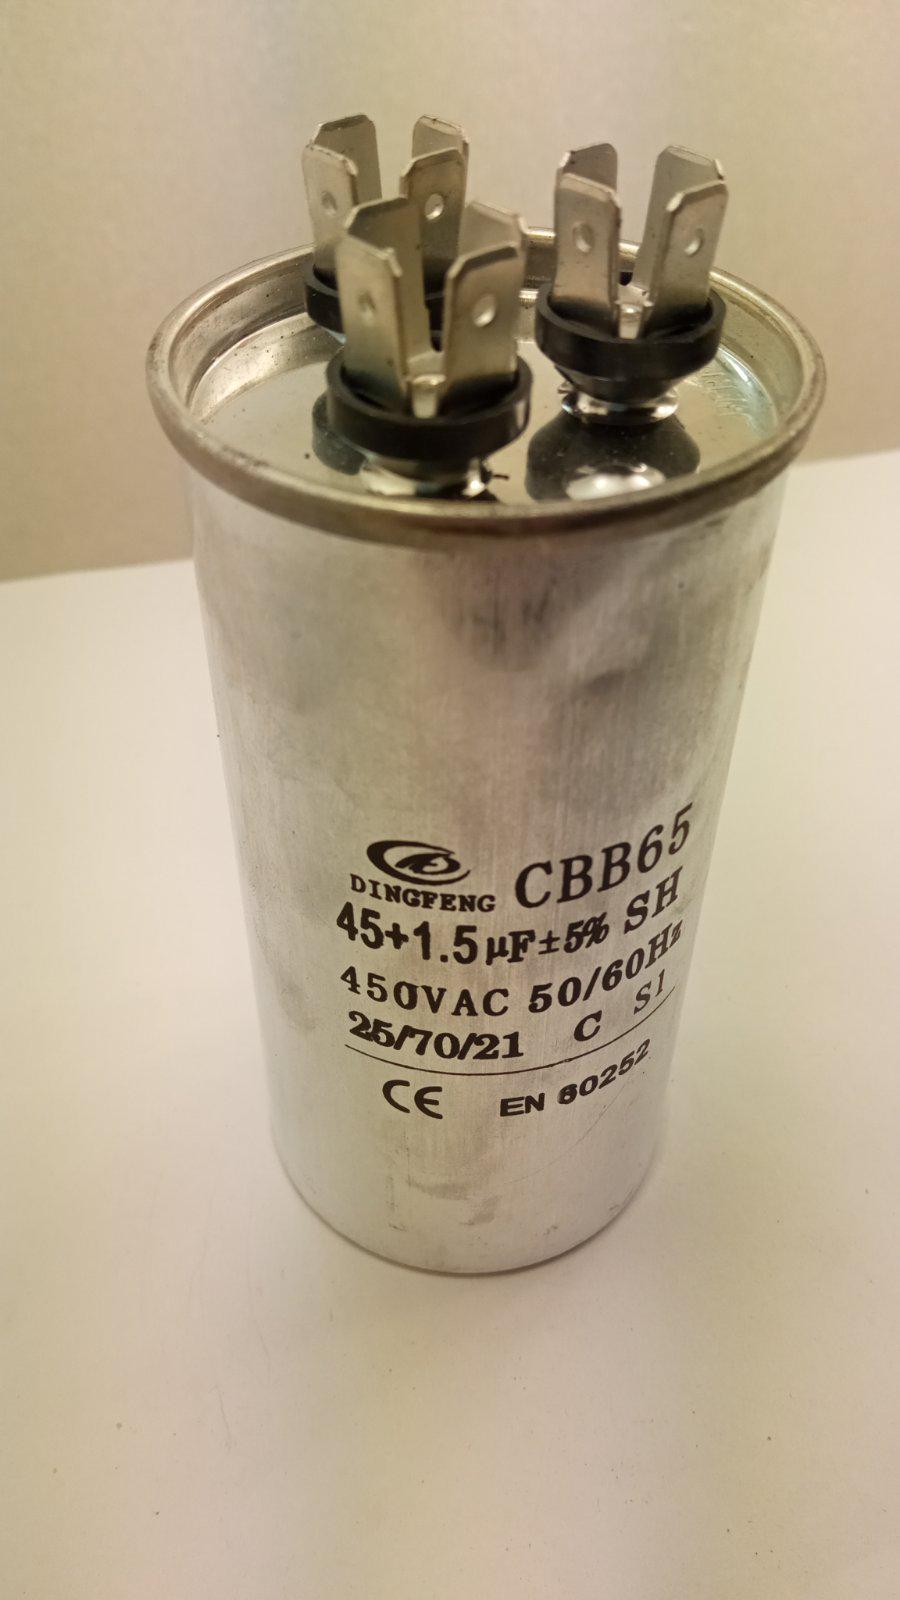 DINGFENG CBB65
45+1.5μF±5% SH
450VAC 50/60Hz
25/70/21 C S1
CE EN 60252